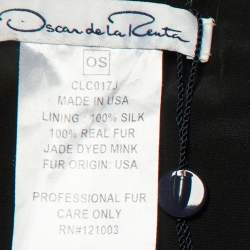 Oscar de la Renta
OS
CLC017J
MADE IN USA
LINING 100% SILK
100% REAL FUR
JADE DYED MINK
FUR ORIGIN: USA
PROFESSIONAL FUR
CARE ONLY
RN#121003